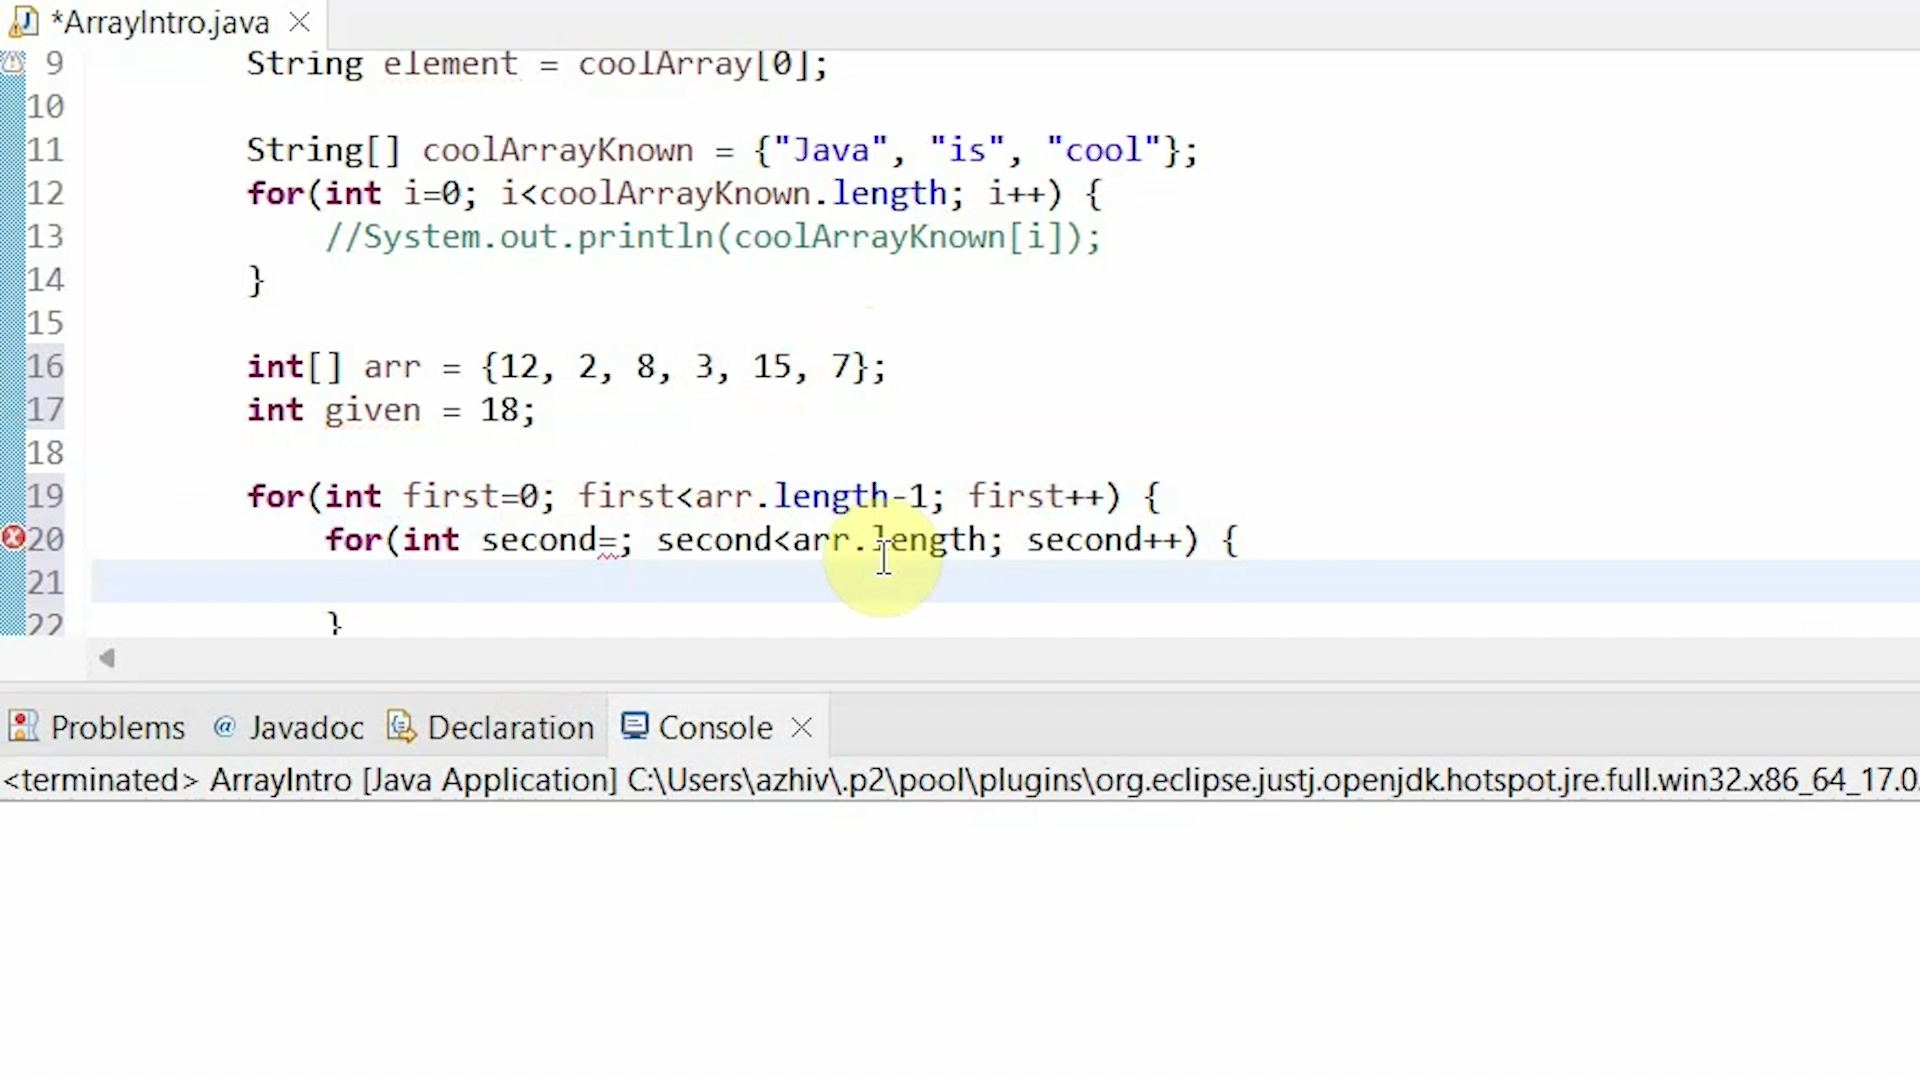 *ArrayIntro.java
9 String element = coolArray[0];
10
11 String[] coolArrayKnown = {"Java", "is", "cool"};
12 for(int i=0; i<coolArrayKnown.length; i++) {
13 //System.out.println(coolArrayKnown[i]);
14 }
15
16 int[] arr = {12, 2, 8, 3, 15, 7};
17 int given = 18;
18
19 for(int first=0; first<arr.length-1; first++) {
20 for(int second=; second<arr.length; second++) {
21
22 }
Problems @ Javadoc Declaration Console
<terminated> ArrayIntro [Java Application] C:\Users\azhiv\.p2\pool\plugins\org.eclipse.justj.openjdk.hotspot.jre.full.win32.x86_64_17.0